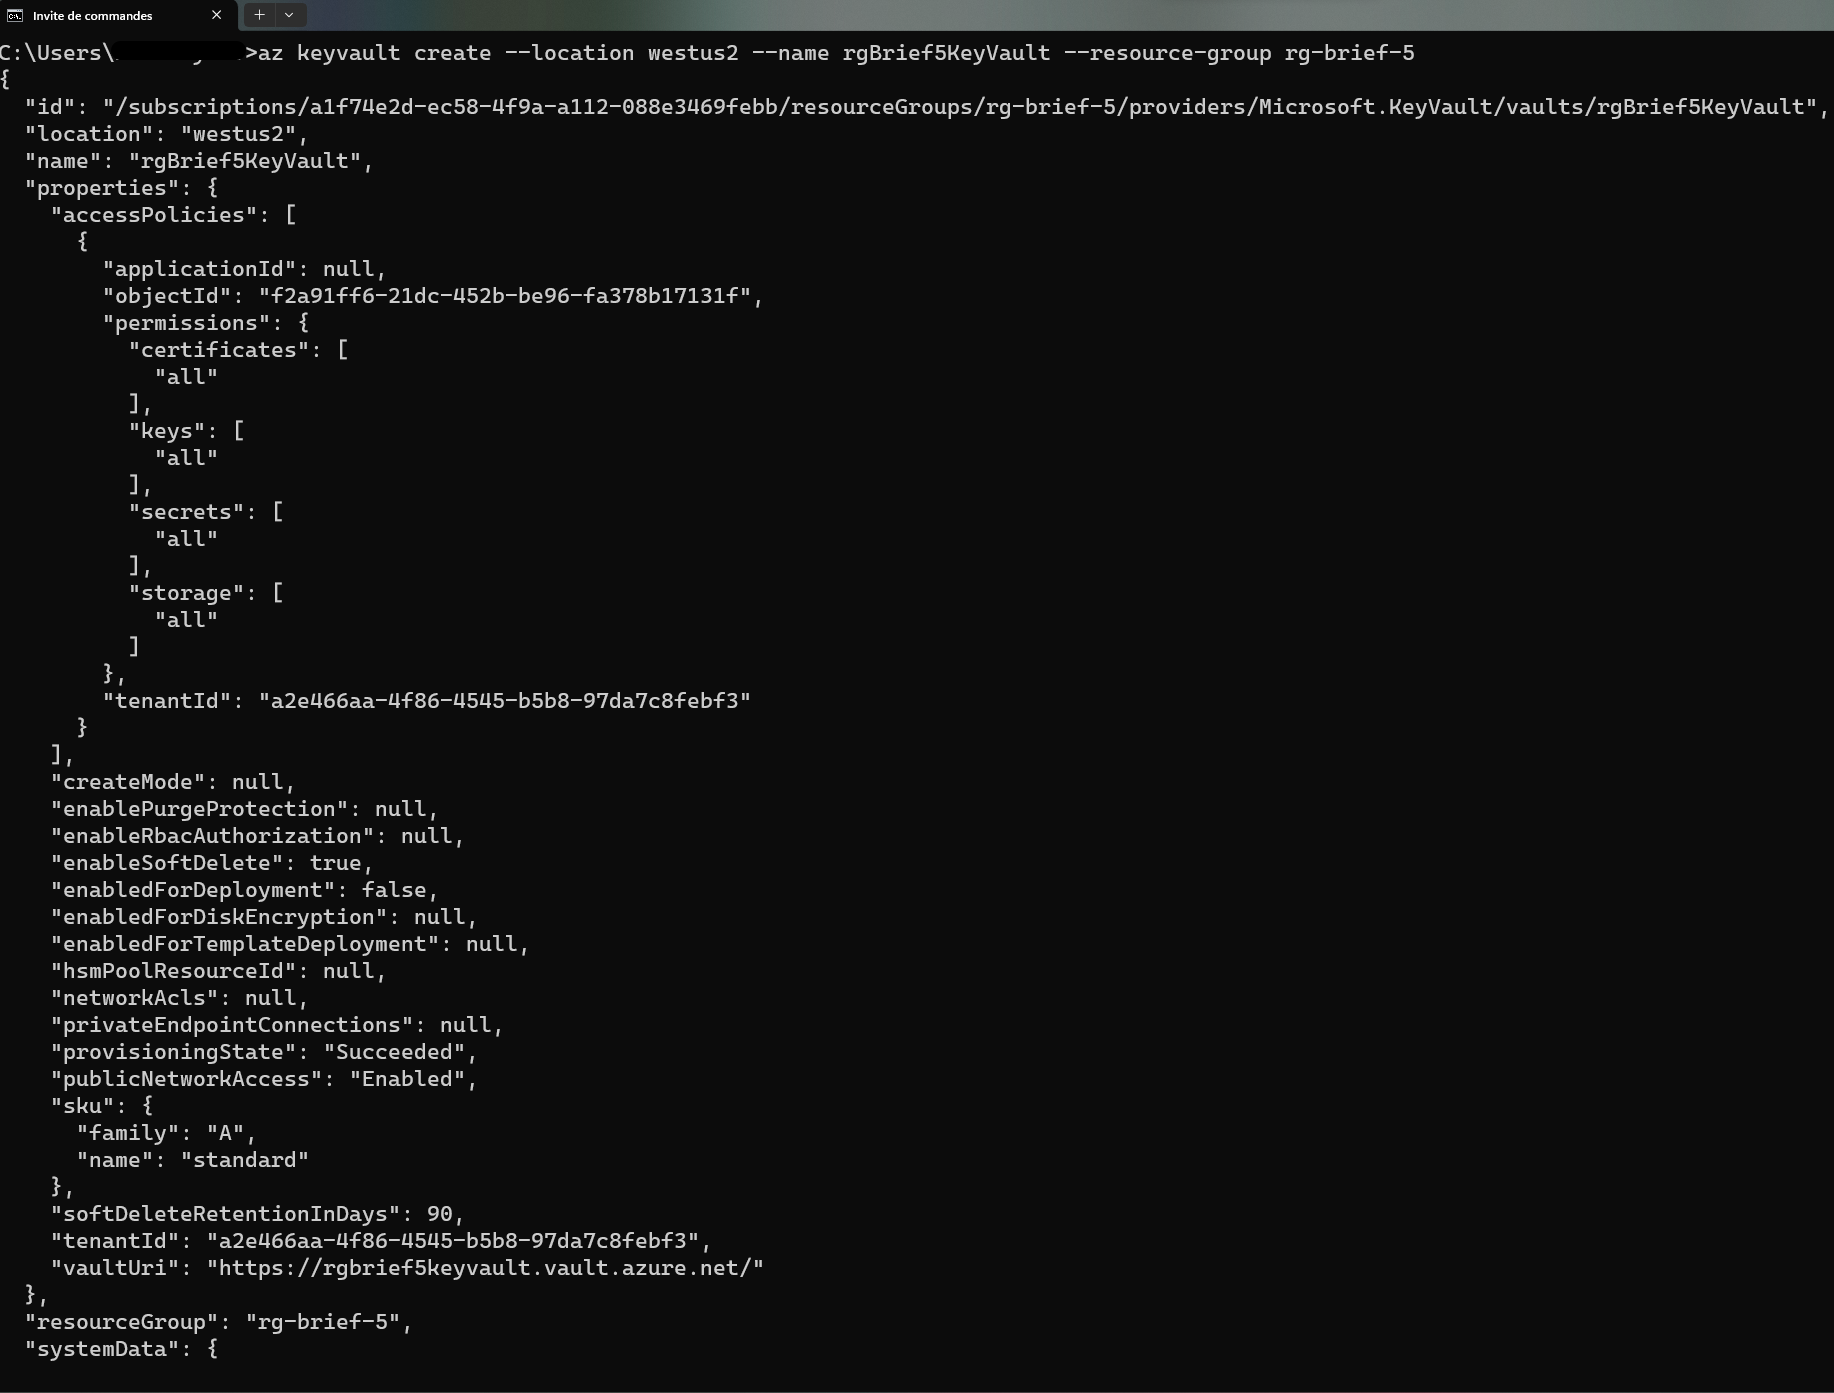 Invite de commandes
C:\Users\ >az keyvault create --location westus2 --name rgBrief5KeyVault --resource-group rg-brief-5
{
  "id": "/subscriptions/a1f74e2d-ec58-4f9a-a112-088e3469febb/resourceGroups/rg-brief-5/providers/Microsoft.KeyVault/vaults/rgBrief5KeyVault",
  "location": "westus2",
  "name": "rgBrief5KeyVault",
  "properties": {
    "accessPolicies": [
      {
        "applicationId": null,
        "objectId": "f2a91ff6-21dc-452b-be96-fa378b17131f",
        "permissions": {
          "certificates": [
            "all"
          ],
          "keys": [
            "all"
          ],
          "secrets": [
            "all"
          ],
          "storage": [
            "all"
          ]
        },
        "tenantId": "a2e466aa-4f86-4545-b5b8-97da7c8febf3"
      }
    ],
    "createMode": null,
    "enablePurgeProtection": null,
    "enableRbacAuthorization": null,
    "enableSoftDelete": true,
    "enabledForDeployment": false,
    "enabledForDiskEncryption": null,
    "enabledForTemplateDeployment": null,
    "hsmPoolResourceId": null,
    "networkAcls": null,
    "privateEndpointConnections": null,
    "provisioningState": "Succeeded",
    "publicNetworkAccess": "Enabled",
    "sku": {
      "family": "A",
      "name": "standard"
    },
    "softDeleteRetentionInDays": 90,
    "tenantId": "a2e466aa-4f86-4545-b5b8-97da7c8febf3",
    "vaultUri": "https://rgbrief5keyvault.vault.azure.net/"
  },
  "resourceGroup": "rg-brief-5",
  "systemData": {